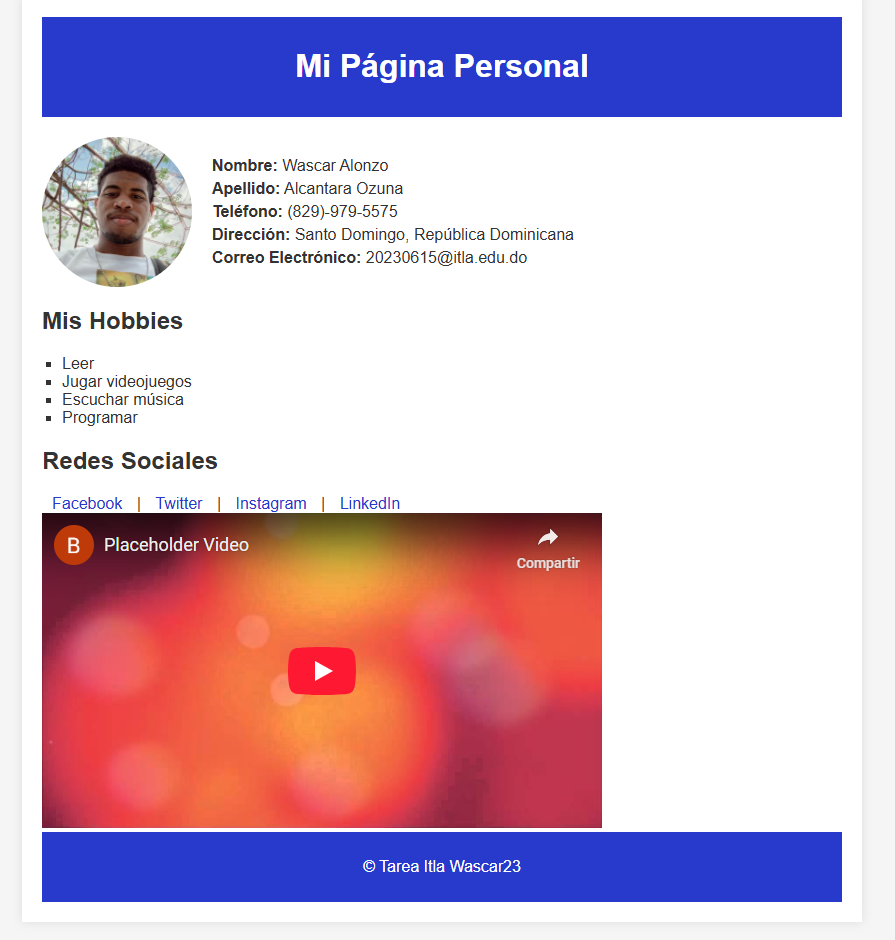 Mi Página Personal
Nombre: Wascar Alonzo
Apellido: Alcantara Ozuna
Teléfono: (829)-979-5575
Dirección: Santo Domingo, República Dominicana
Correo Electrónico: 20230615@itla.edu.do
Mis Hobbies
Leer
Jugar videojuegos
Escuchar música
Programar
Redes Sociales
Facebook | Twitter | Instagram | LinkedIn
B Placeholder Video
Compartir
© Tarea Itla Wascar23